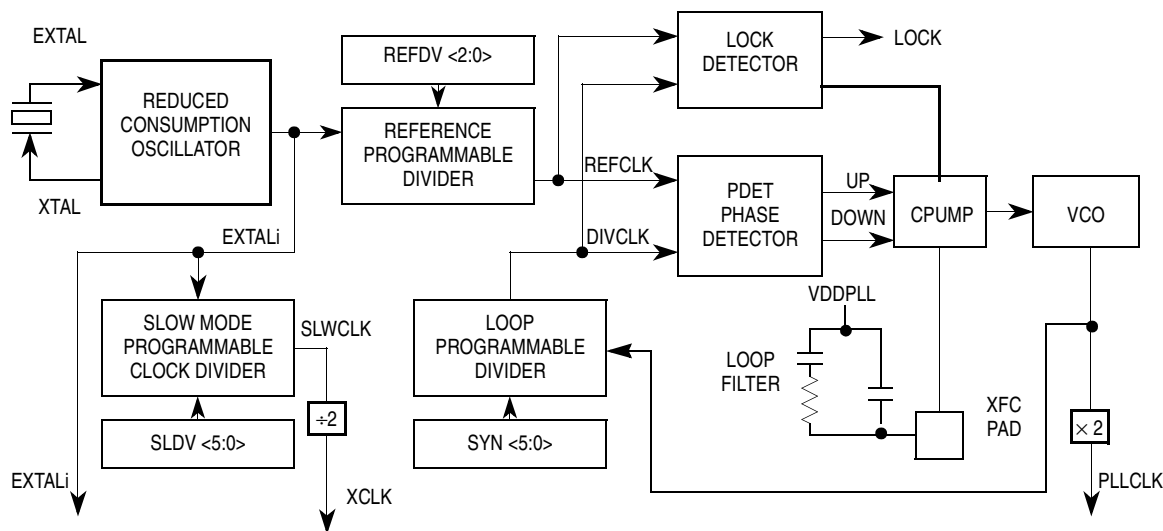 EXTAL
REDUCED
CONSUMPTION
OSCILLATOR
XTAL
REFDV <2:0>
REFERENCE
PROGRAMMABLE
DIVIDER
LOCK
DETECTOR
LOCK
REFCLK
DIVCLK
PDET
PHASE
DETECTOR
UP
DOWN
CPUMP
VCO
EXTALi
SLOW MODE
PROGRAMMABLE
CLOCK DIVIDER
SLWCLK
÷2
SLDV <5:0>
EXTALi
XCLK
LOOP
PROGRAMMABLE
DIVIDER
SYN <5:0>
VDDPLL
LOOP
FILTER
XFC
PAD
× 2
PLLCLK